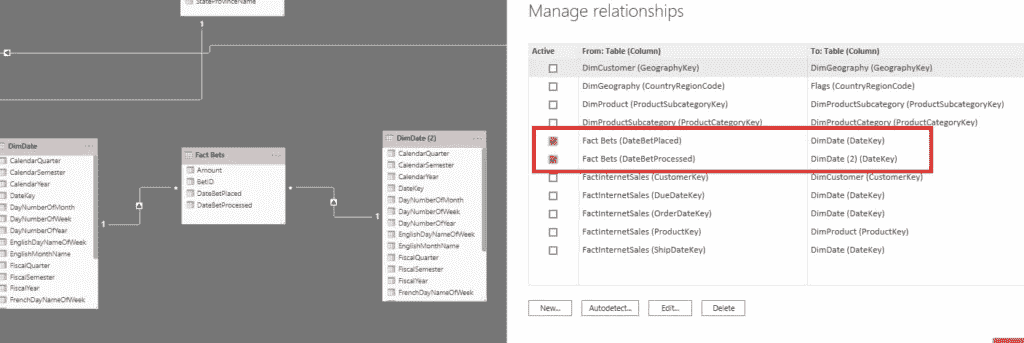 StateProvinceName
1
DimDate
CalendarQuarter
CalendarSemester
CalendarYear
DateKey
DayNumberOfMonth
DayNumberOfWeek
DayNumberOfYear
EnglishDayNameOfWeek
EnglishMonthName
FiscalQuarter
FiscalSemester
FiscalYear
FrenchDayNameOfWeek
1
Fact Bets
Amount
BetID
DateBetPlaced
DateBetProcessed
1
DimDate (2)
CalendarQuarter
CalendarSemester
CalendarYear
DateKey
DayNumberOfMonth
DayNumberOfWeek
DayNumberOfYear
EnglishDayNameOfWeek
EnglishMonthName
FiscalQuarter
FiscalSemester
FiscalYear
FrenchDayNameOfWeek
Manage relationships
Active From: Table (Column) To: Table (Column)
DimCustomer (GeographyKey) DimGeography (GeographyKey)
DimGeography (CountryRegionCode) Flags (CountryRegionCode)
DimProduct (ProductSubcategoryKey) DimProductSubcategory (ProductSubcategoryKey)
DimProductSubcategory (ProductCategoryKey) DimProductCategory (ProductCategoryKey)
Fact Bets (DateBetPlaced) DimDate (DateKey)
Fact Bets (DateBetProcessed) DimDate (2) (DateKey)
FactInternetSales (CustomerKey) DimCustomer (CustomerKey)
FactInternetSales (DueDateKey) DimDate (DateKey)
FactInternetSales (OrderDateKey) DimDate (DateKey)
FactInternetSales (ProductKey) DimProduct (ProductKey)
FactInternetSales (ShipDateKey) DimDate (DateKey)
New... Autodetect... Edit... Delete